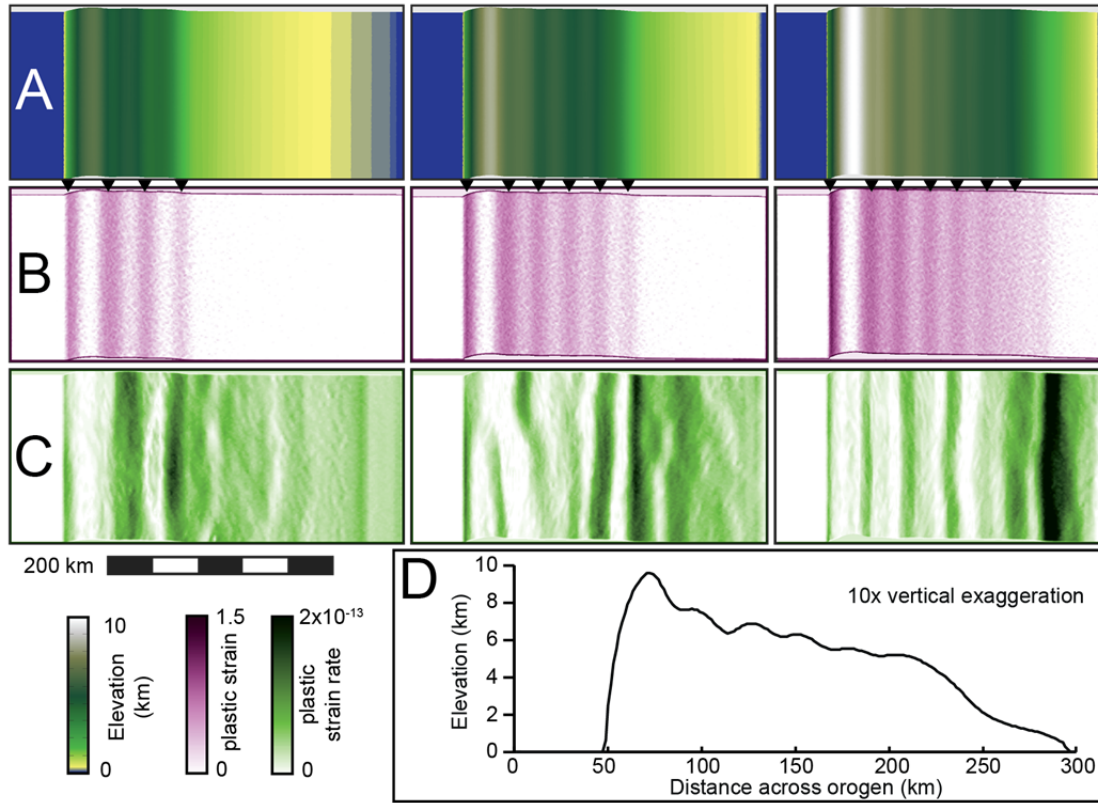 A
B
C
200 km
10
Elevation
(km)
0
1.5
plastic strain
0
2x10⁻¹³
plastic
strain rate
0
D
10x vertical exaggeration
Elevation (km)
10
8
6
4
2
0
0 50 100 150 200 250 300
Distance across orogen (km)